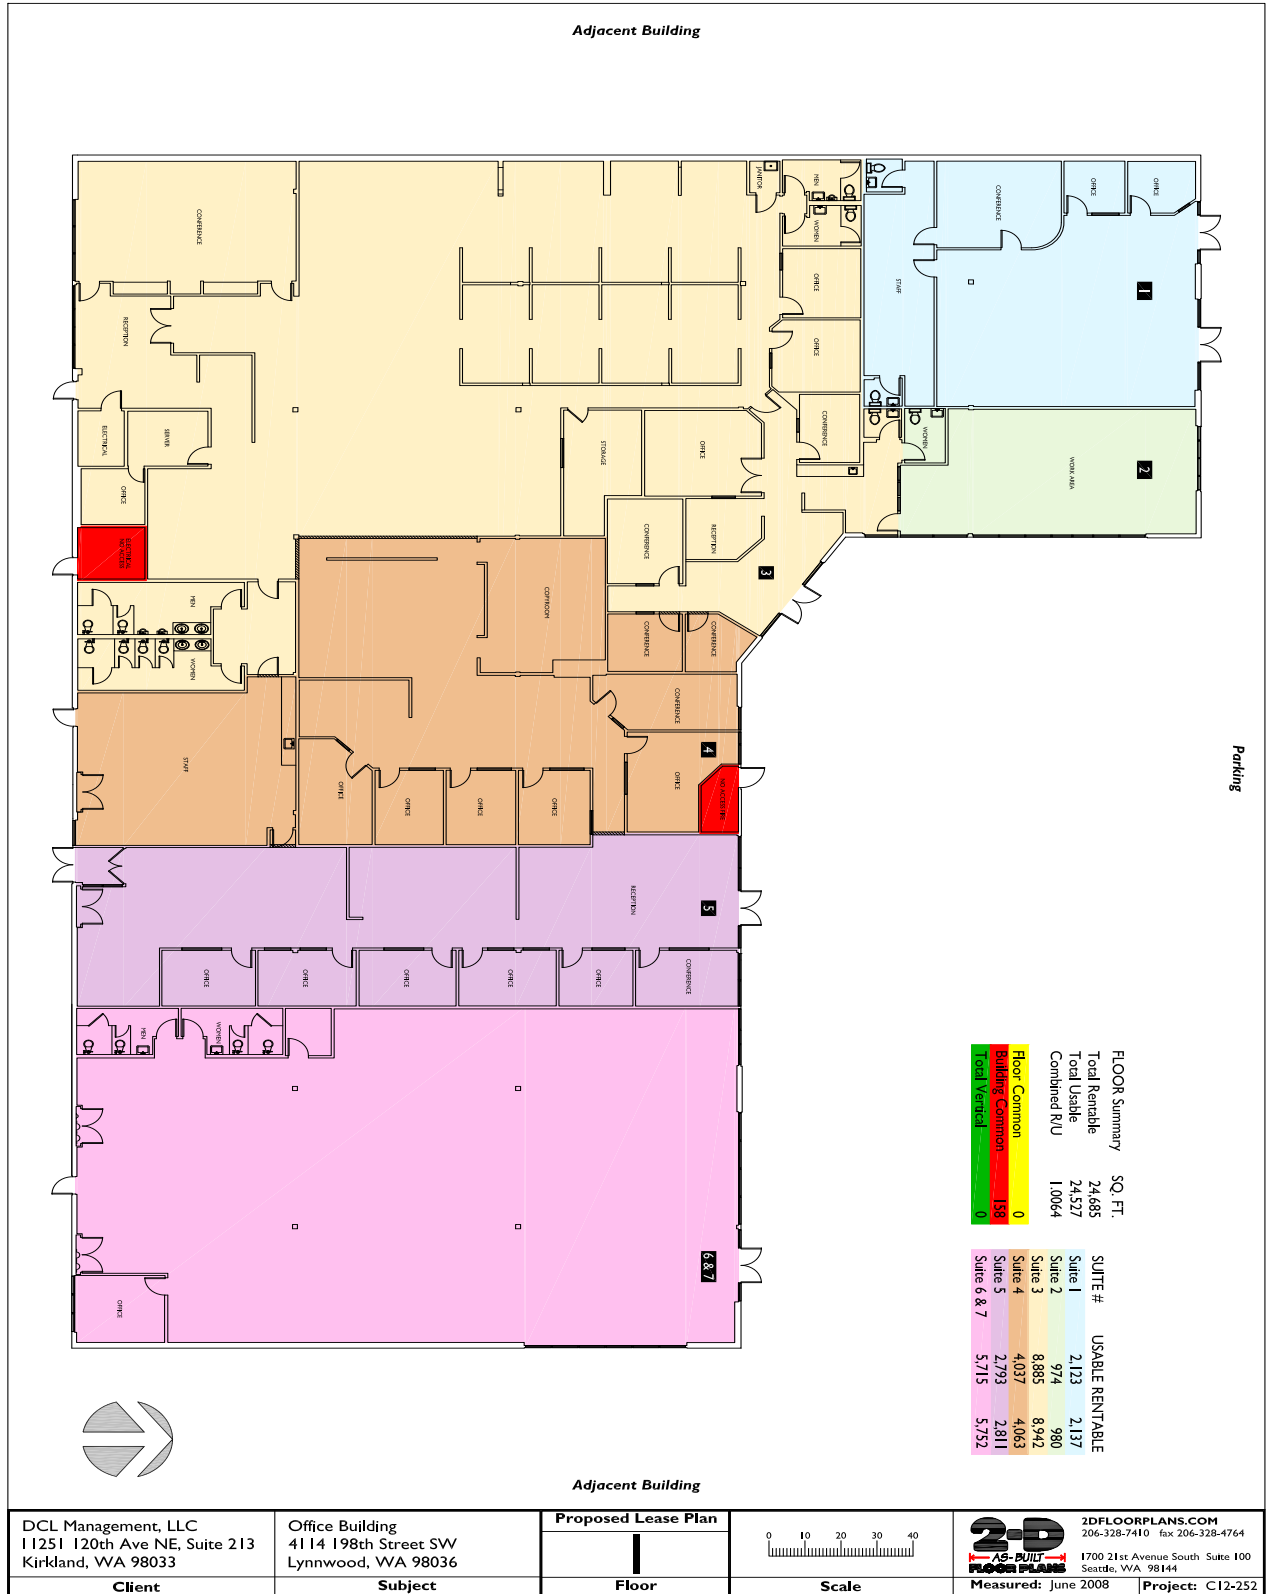 Adjacent Building
CONFERENCE
JANITOR
MEN
WOMEN
OFFICE
OFFICE
CONFERENCE
CONFERENCE
OFFICE
OFFICE
STAFF
1
RECEPTION
ELECTRICAL
SERVER
OFFICE
ELECTRICAL
NO ACCESS
STORAGE
OFFICE
CONFERENCE
RECEPTION
3
WOMEN
WORK AREA
2
MEN
WOMEN
COPYROOM
CONFERENCE
CONFERENCE
CONFERENCE
4
OFFICE
NO ACCESS FIRE
STAFF
OFFICE
OFFICE
OFFICE
OFFICE
Parking
RECEPTION
5
OFFICE
OFFICE
OFFICE
OFFICE
OFFICE
CONFERENCE
MEN
WOMEN
6 & 7
OFFICE
FLOOR Summary SQ. FT.
Total Rentable 24,685
Total Usable 24,527
Combined R/U 1.0064
Floor Common 0
Building Common 158
Total Vertical 0
SUITE # USABLE RENTABLE
Suite 1 2,123 2,137
Suite 2 974 980
Suite 3 8,885 8,942
Suite 4 4,037 4,063
Suite 5 2,793 2,811
Suite 6 & 7 5,715 5,752
Adjacent Building
DCL Management, LLC
11251 120th Ave NE, Suite 213
Kirkland, WA 98033
Client
Office Building
4114 198th Street SW
Lynnwood, WA 98036
Subject
Proposed Lease Plan
1
Floor
0 10 20 30 40
Scale
2-D
AS-BUILT
FLOOR PLANS
2DFLOORPLANS.COM
206-328-7410 fax 206-328-4764
1700 21st Avenue South Suite 100
Seattle, WA 98144
Measured: June 2008
Project: C12-252